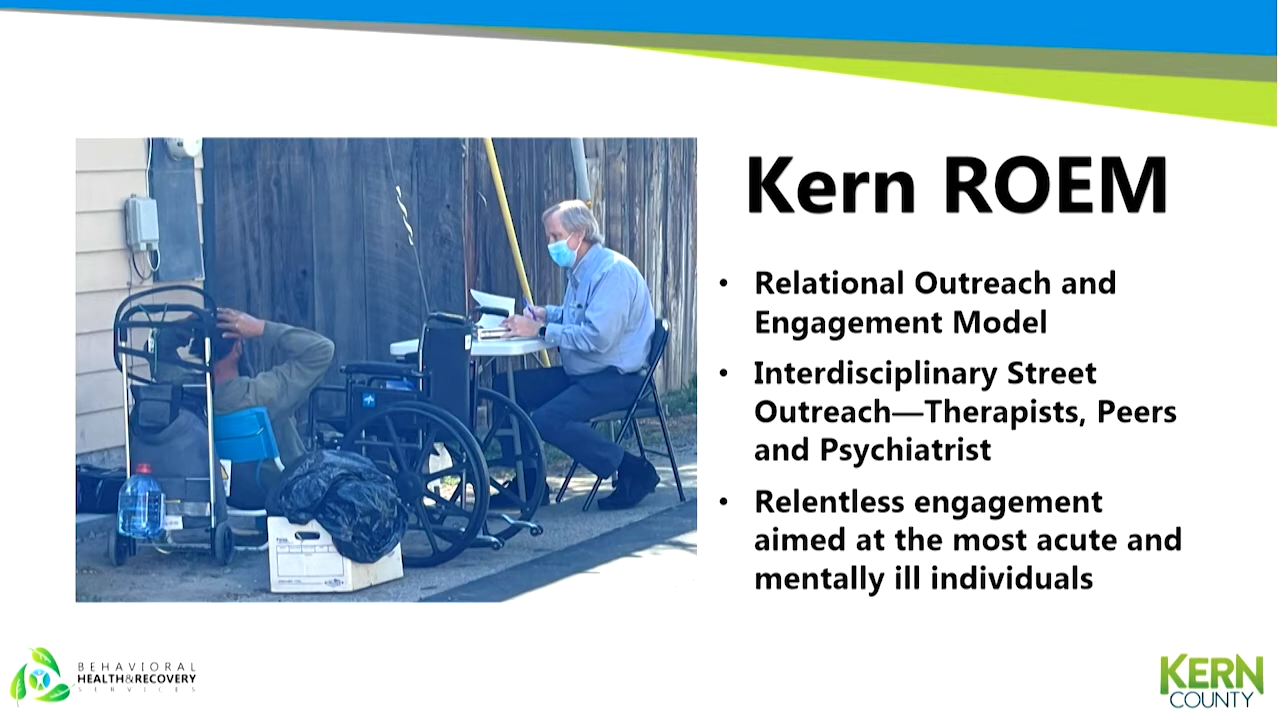 Kern ROEM
• Relational Outreach and
Engagement Model
• Interdisciplinary Street
Outreach—Therapists, Peers
and Psychiatrist
• Relentless engagement
aimed at the most acute and
mentally ill individuals
BEHAVIORAL
HEALTH&RECOVERY
SERVICES
KERN
COUNTY